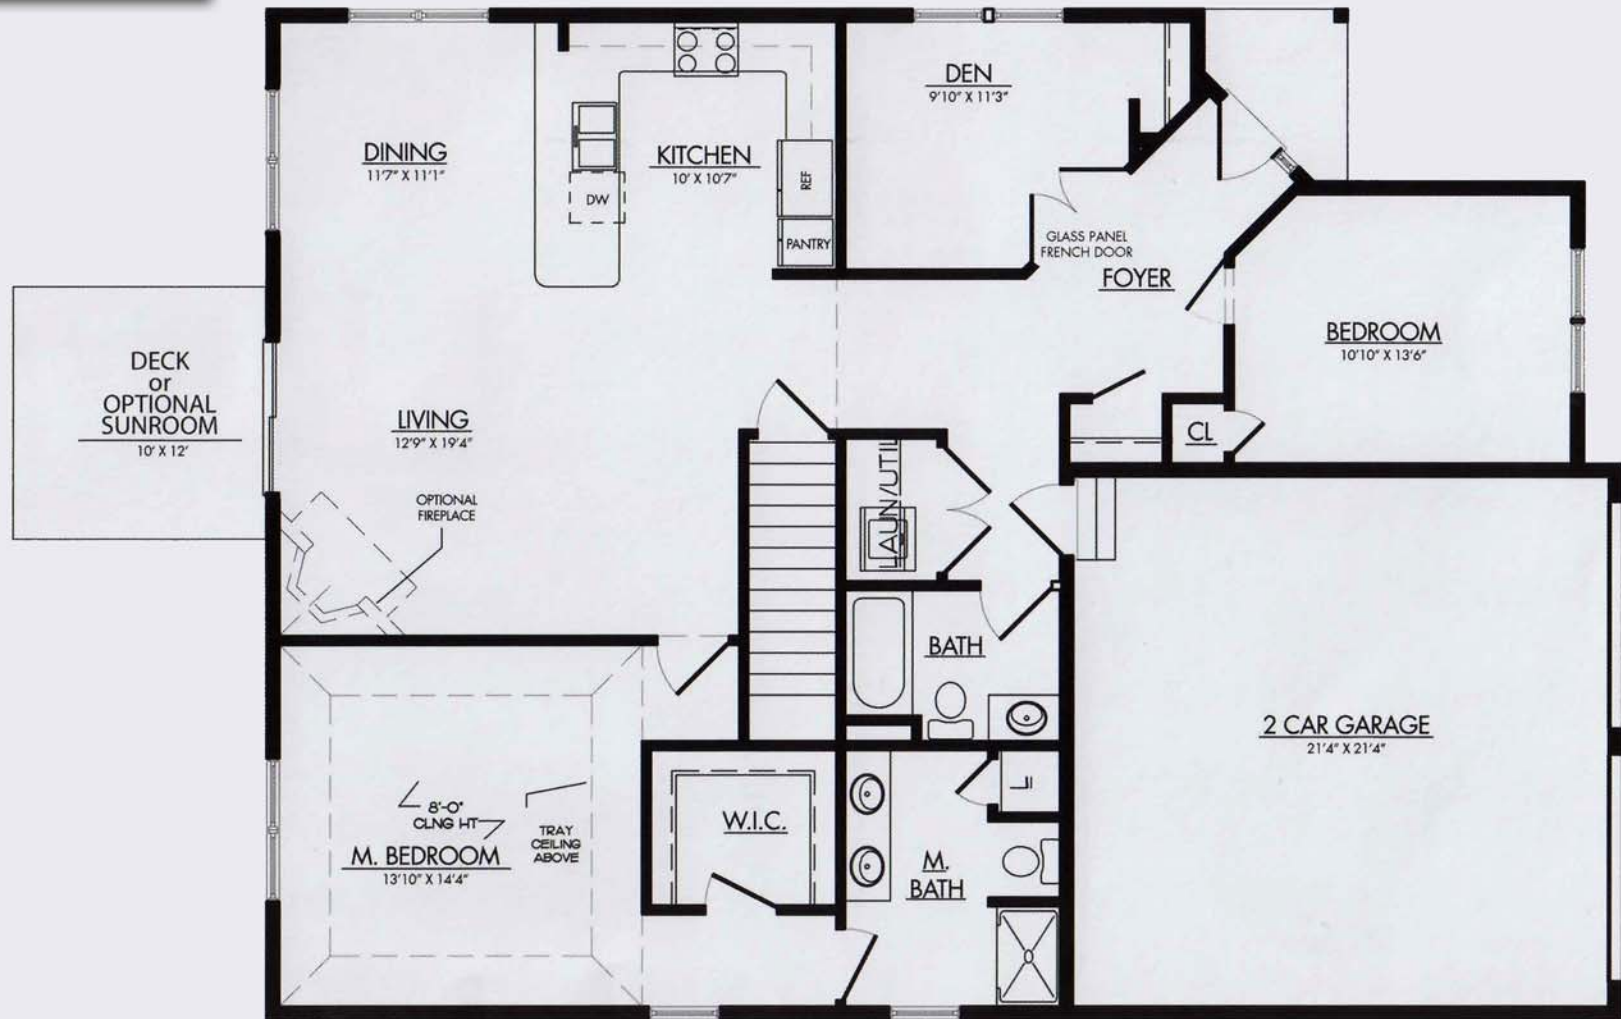 DEN
9'10" X 11'3"
DINING
11'7" X 11'1"
KITCHEN
10' X 10'7"
REF
DW
PANTRY
GLASS PANEL
FRENCH DOOR
FOYER
BEDROOM
10'10" X 13'6"
DECK
or
OPTIONAL
SUNROOM
10' X 12'
LIVING
12'9" X 19'4"
CL
LAUN/UTIL
OPTIONAL
FIREPLACE
BATH
2 CAR GARAGE
21'4" X 21'4"
8'-0"
CLNG HT
TRAY
CEILING
ABOVE
M. BEDROOM
13'10" X 14'4"
W.I.C.
M.
BATH